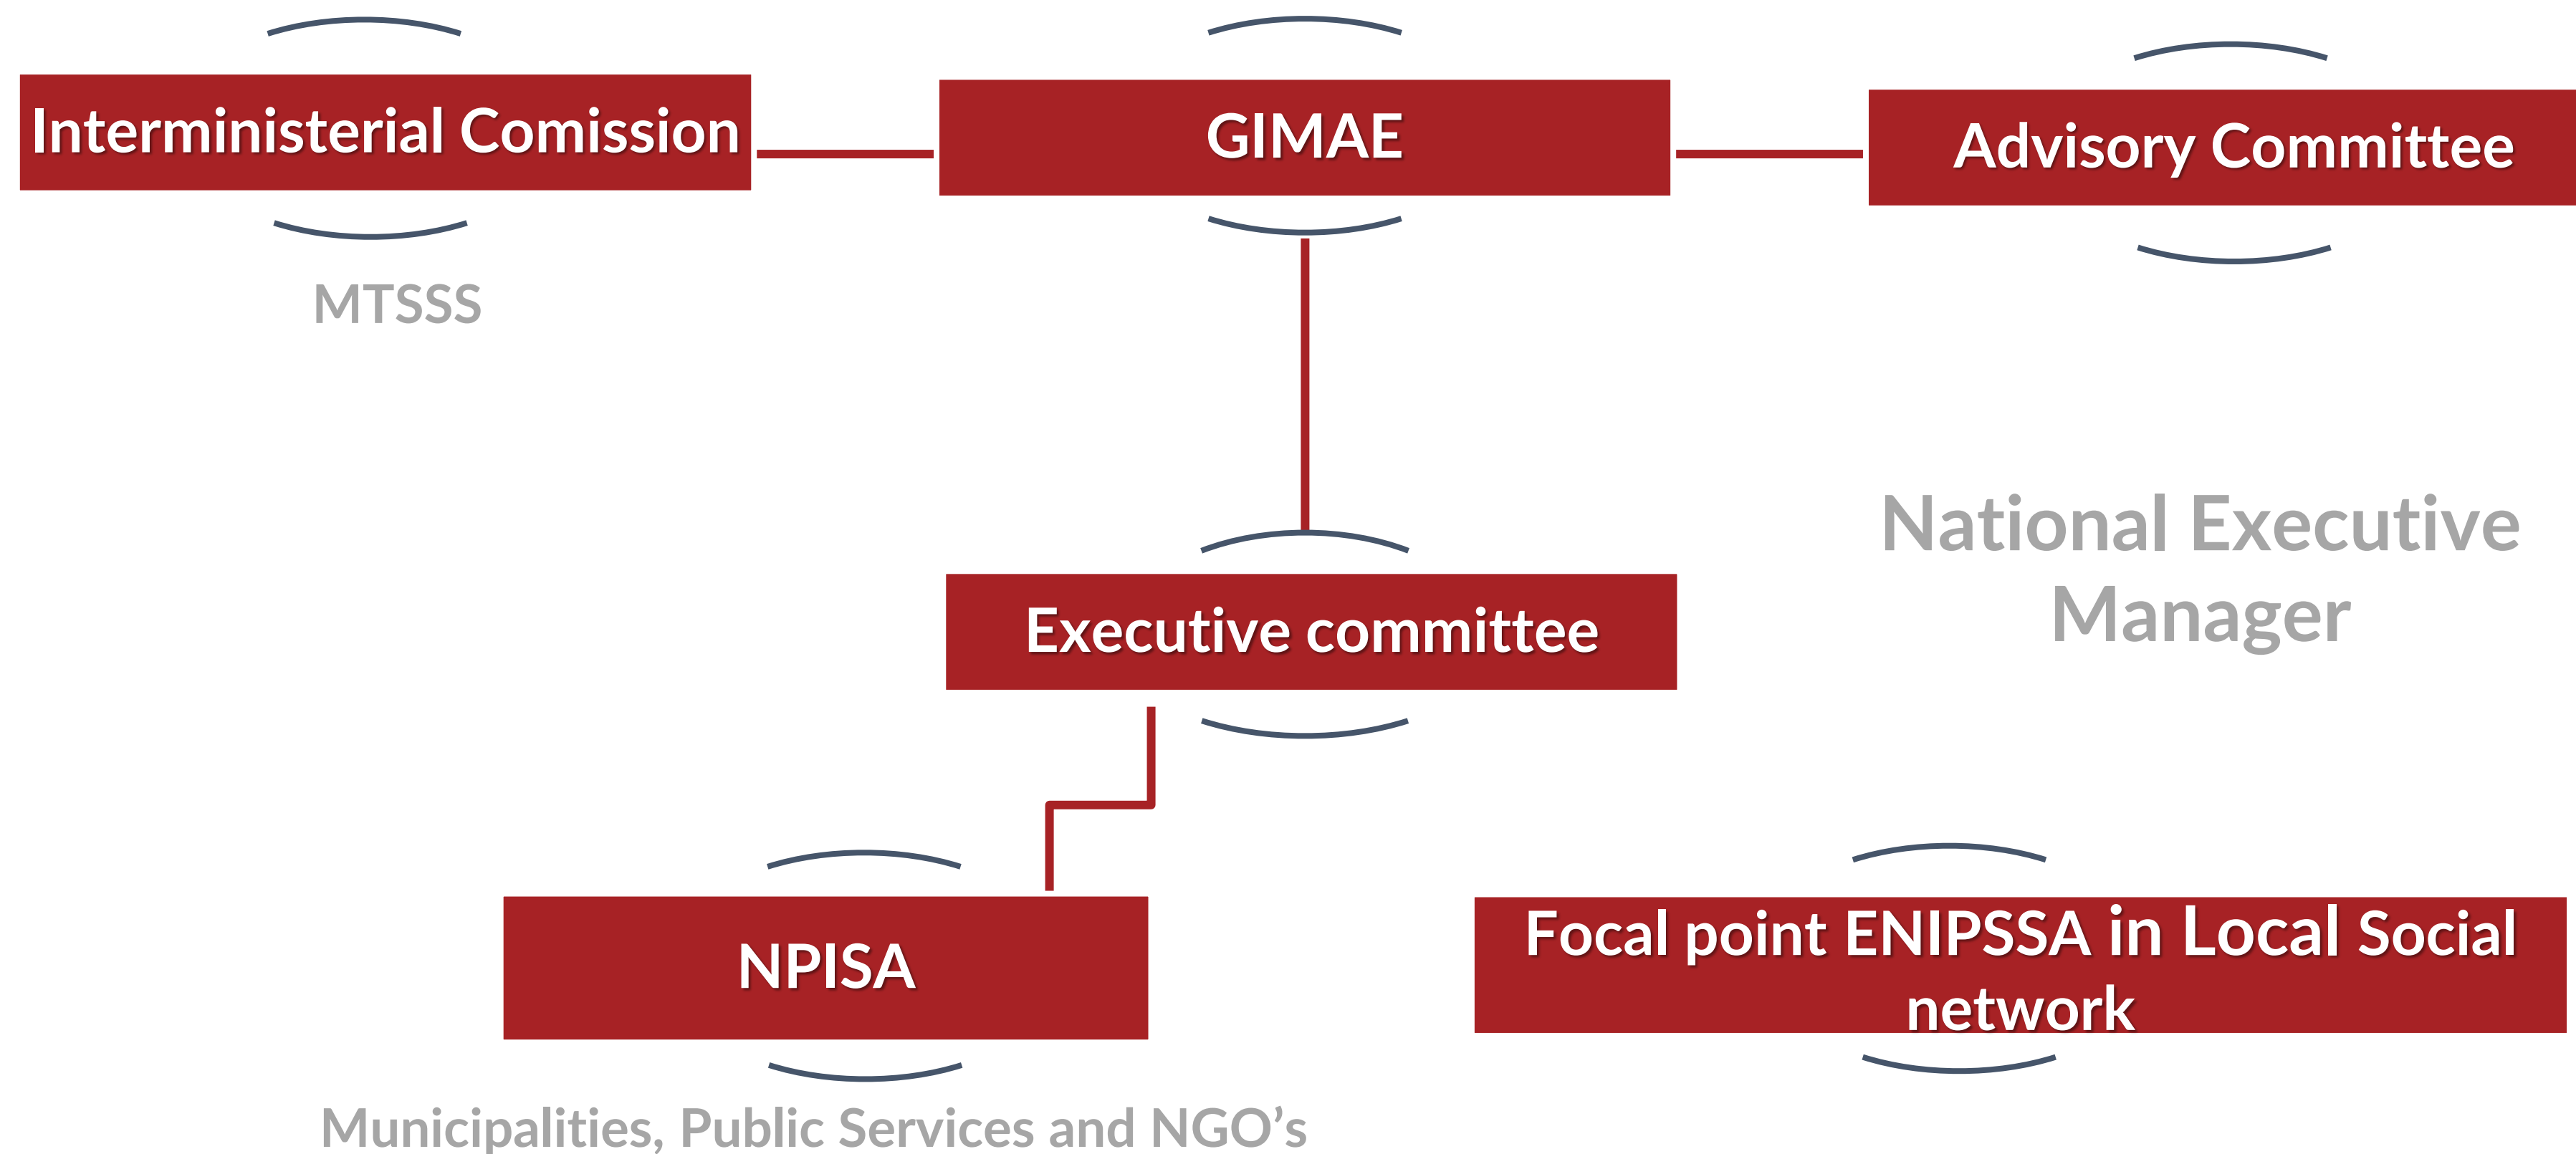 Interministerial Comission
GIMAE
Advisory Committee
MTSSS
National Executive
Manager
Executive committee
NPISA
Focal point ENIPSSA in Local Social
network
Municipalities, Public Services and NGO’s